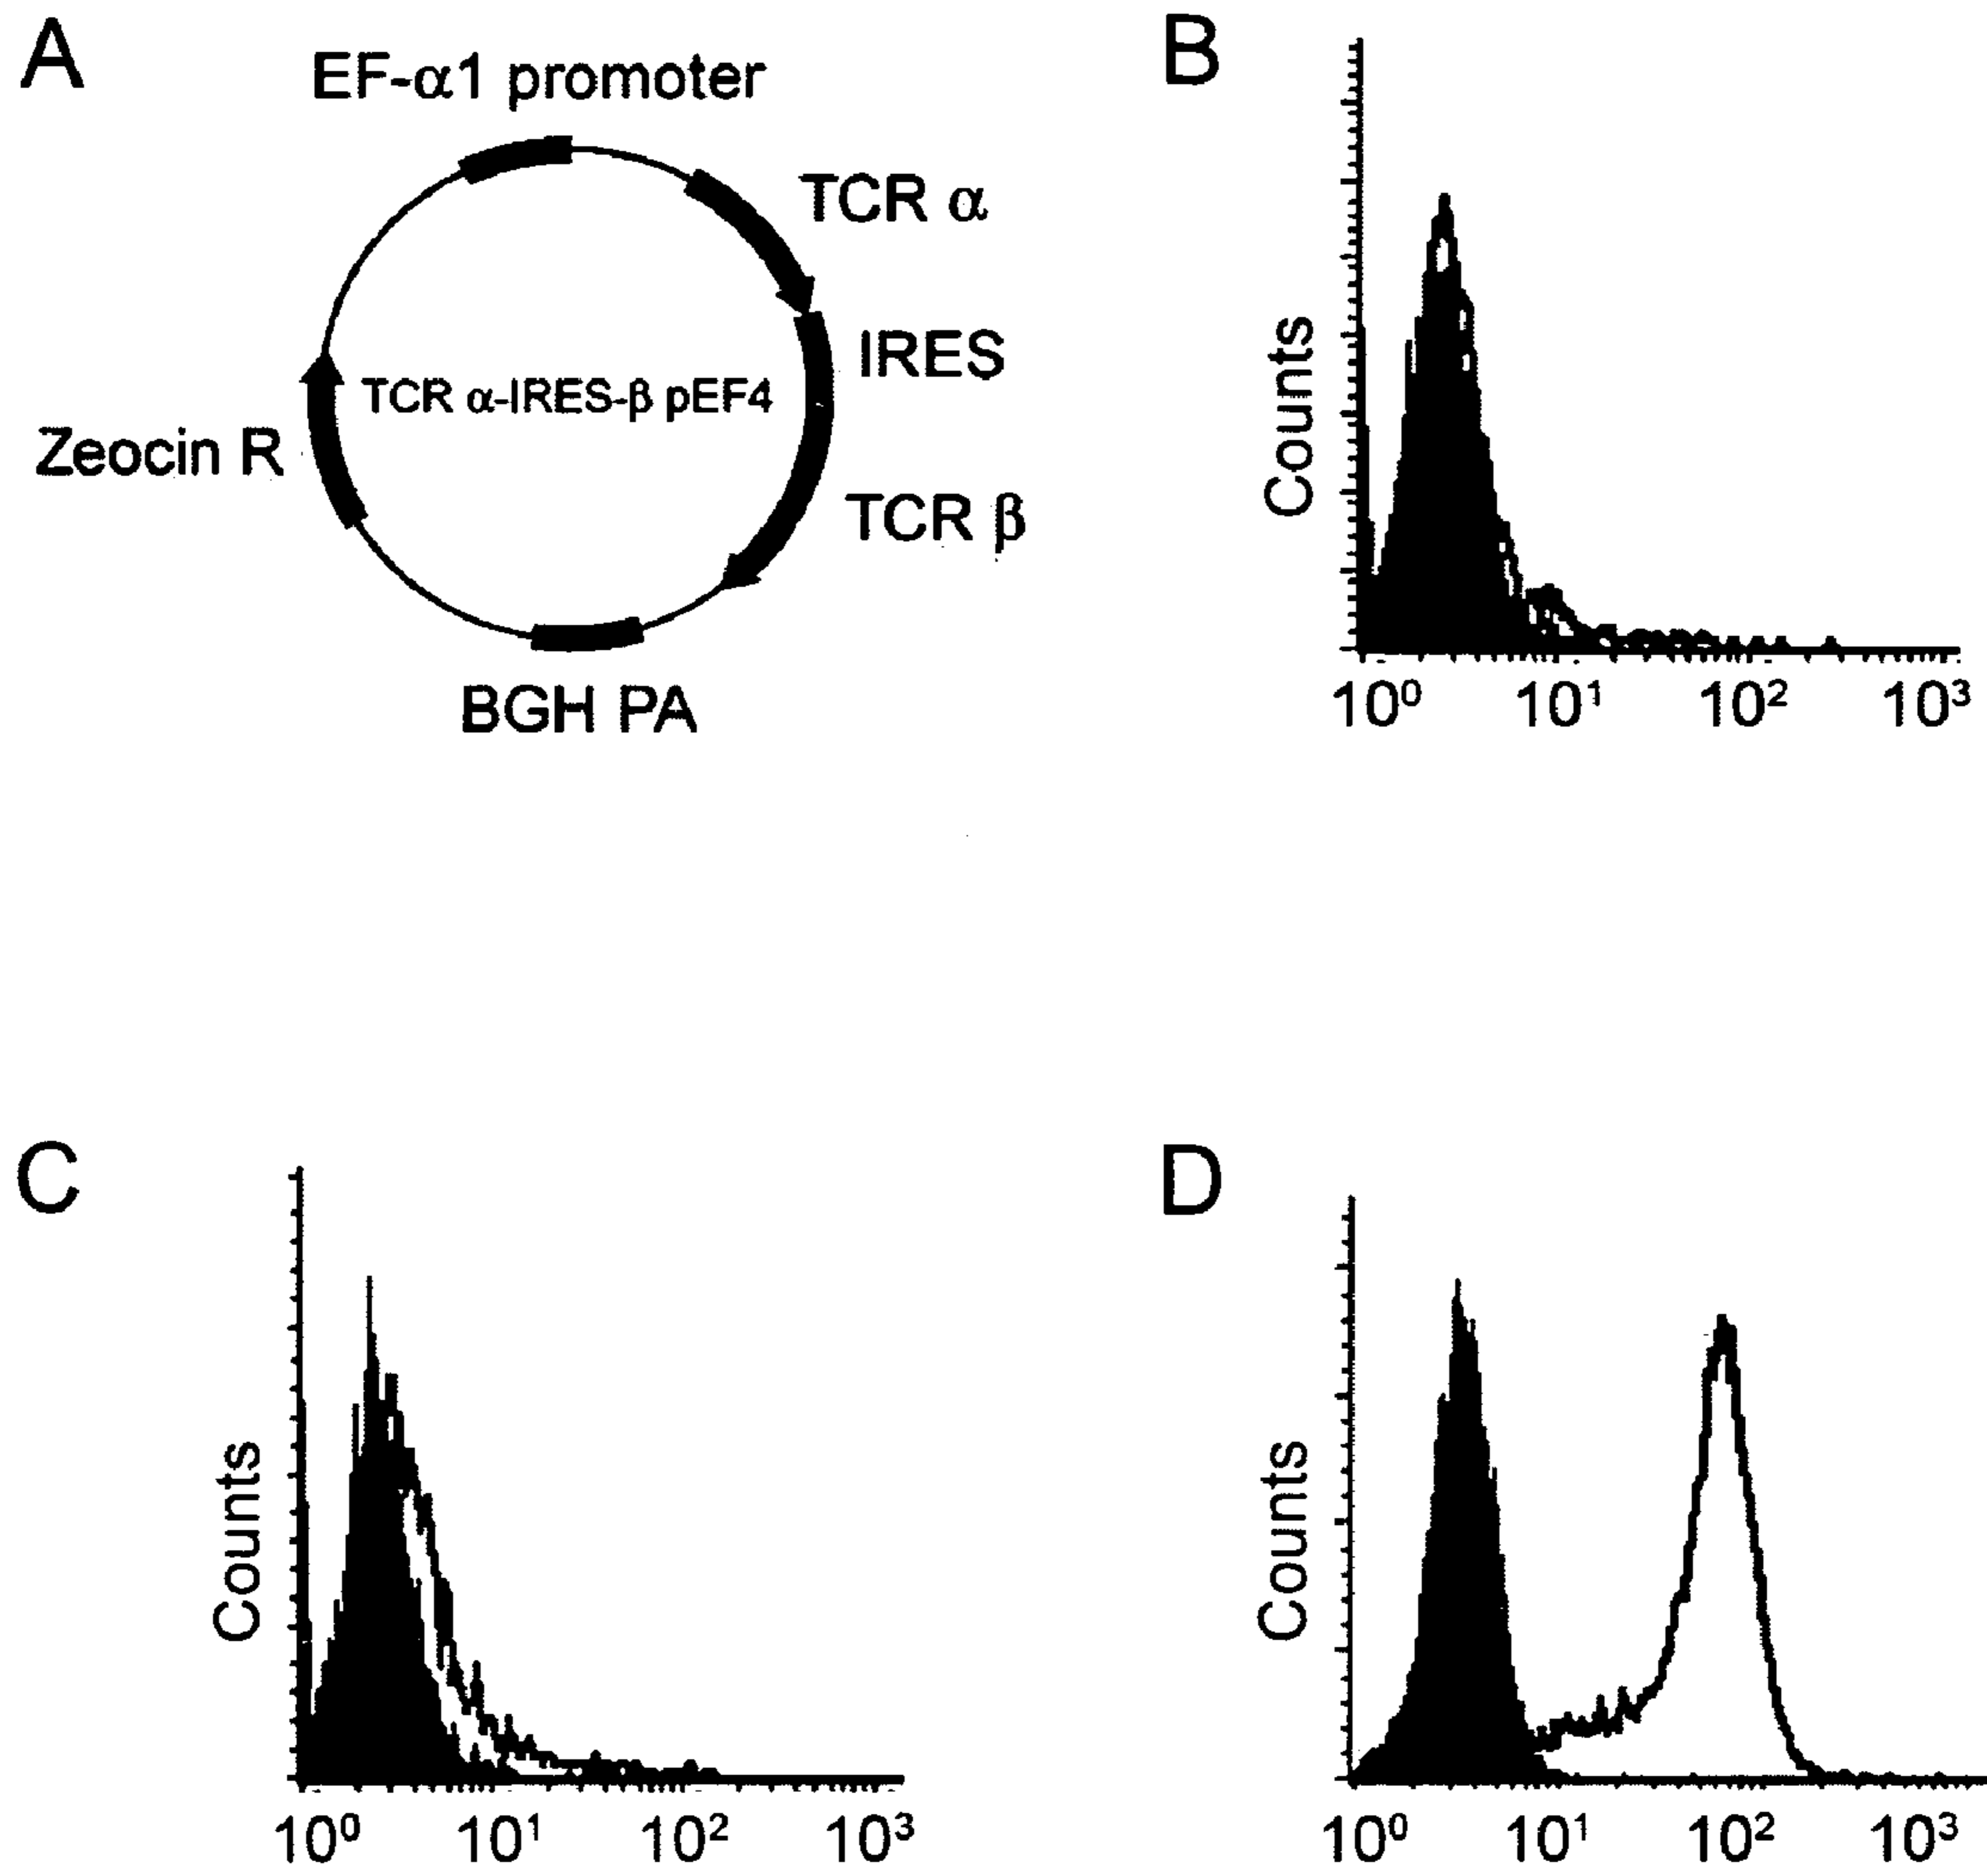 A
EF-α1 promoter
TCR α
IRES
TCR α-IRES-β pEF4
Zeocin R
TCR β
BGH PA
B
Counts
10⁰ 10¹ 10² 10³
C
Counts
10⁰ 10¹ 10² 10³
D
Counts
10⁰ 10¹ 10² 10³